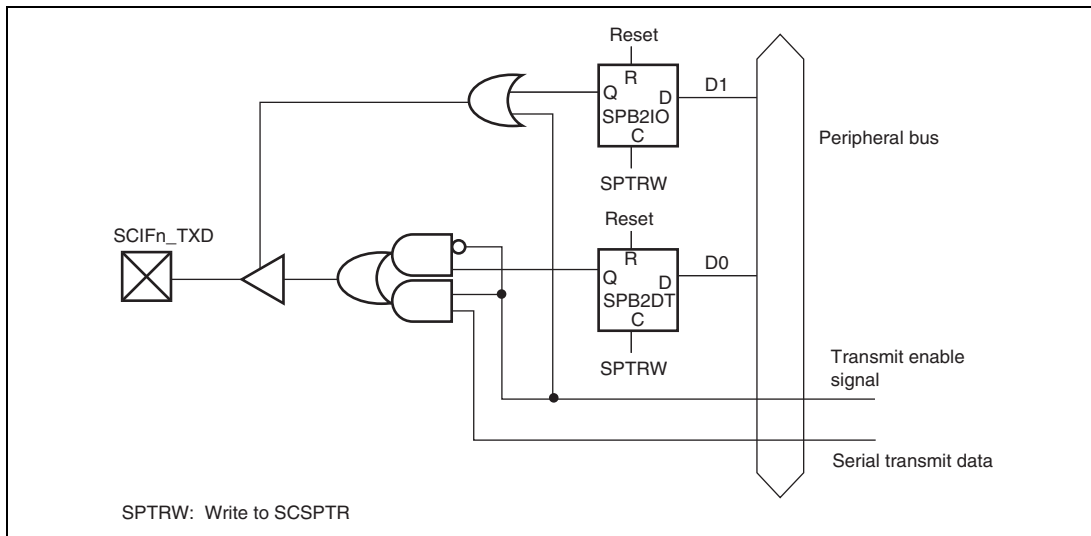 Reset
R
Q
D
D1
SPB2IO
C
Peripheral bus
SPTRW
Reset
SCIFn_TXD
R
D0
Q
D
SPB2DT
C
Transmit enable
signal
SPTRW
Serial transmit data
SPTRW: Write to SCSPTR